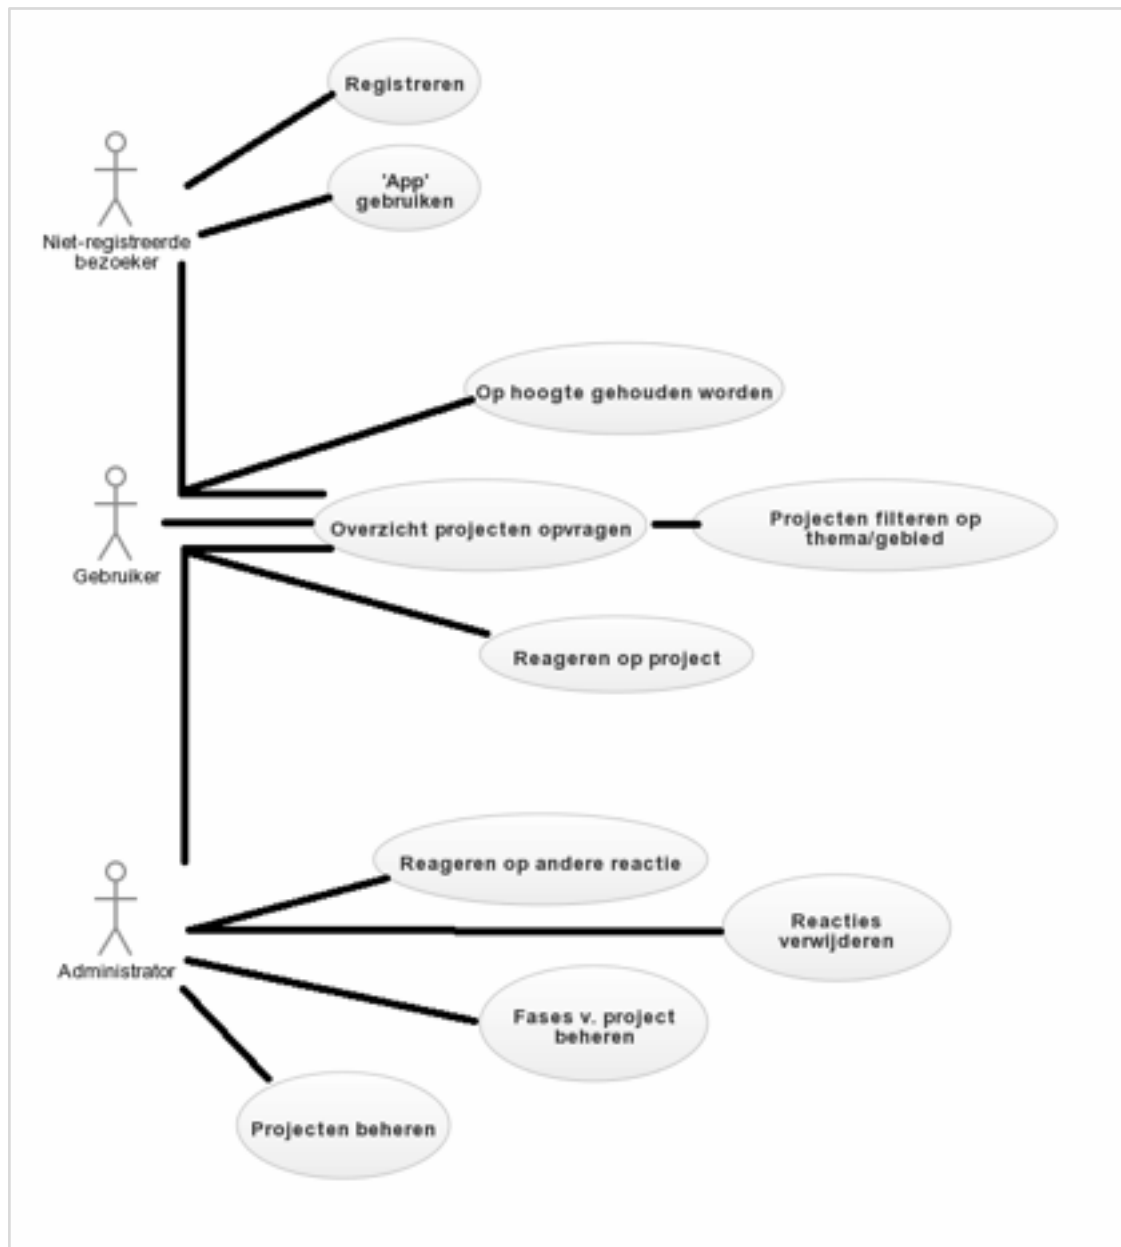 Registreren
'App'
gebruiken
Niet-registreerde
bezoeker
Op hoogte gehouden worden
Overzicht projecten opvragen
Projecten filteren op
thema/gebied
Gebruiker
Reageren op project
Reageren op andere reactie
Reacties
verwijderen
Administrator
Fases v. project
beheren
Projecten beheren